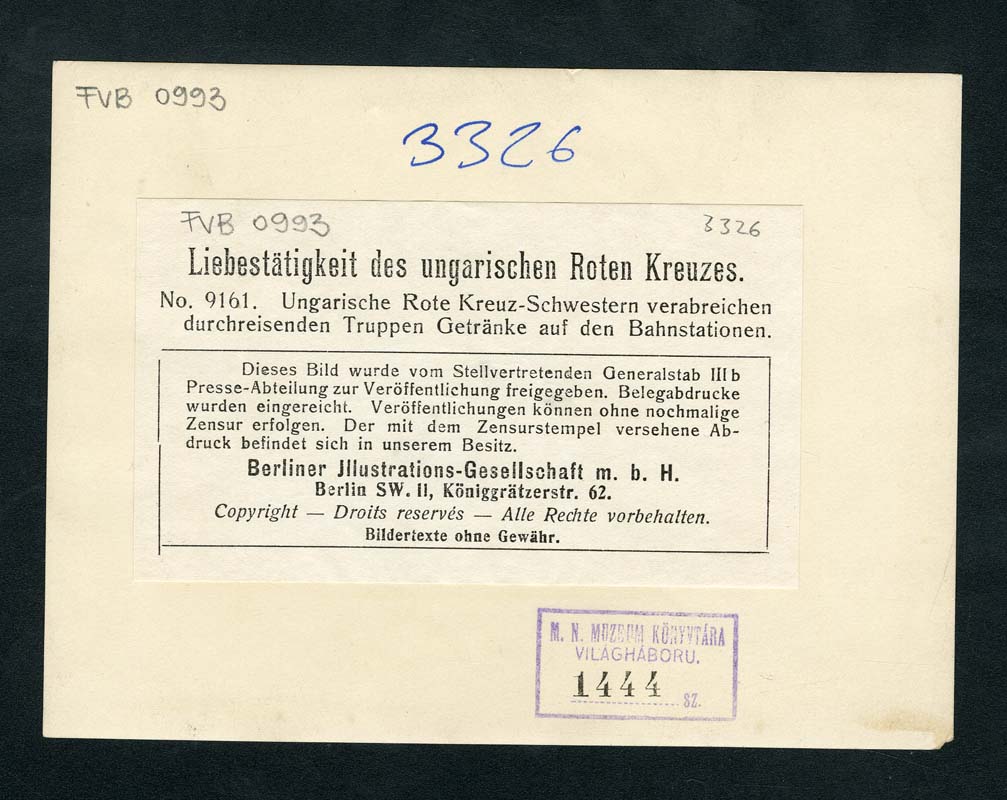 FVB 0993
3326
FVB 0993 3326
Liebestätigkeit des ungarischen Roten Kreuzes.
No. 9161. Ungarische Rote Kreuz-Schwestern verabreichen
durchreisenden Truppen Getränke auf den Bahnstationen.
Dieses Bild wurde vom Stellvertretenden Generalstab III b
Presse-Abteilung zur Veröffentlichung freigegeben. Belegabdrucke
wurden eingereicht. Veröffentlichungen können ohne nochmalige
Zensur erfolgen. Der mit dem Zensurstempel versehene Ab-
druck befindet sich in unserem Besitz.
Berliner Jllustrations-Gesellschaft m. b. H.
Berlin SW. 11, Königgrätzerstr. 62.
Copyright — Droits reservés — Alle Rechte vorbehalten.
Bildertexte ohne Gewähr.
M. N. MUZEUM KÖNYVTÁRA
VILÁGHÁBORU.
1444 SZ.